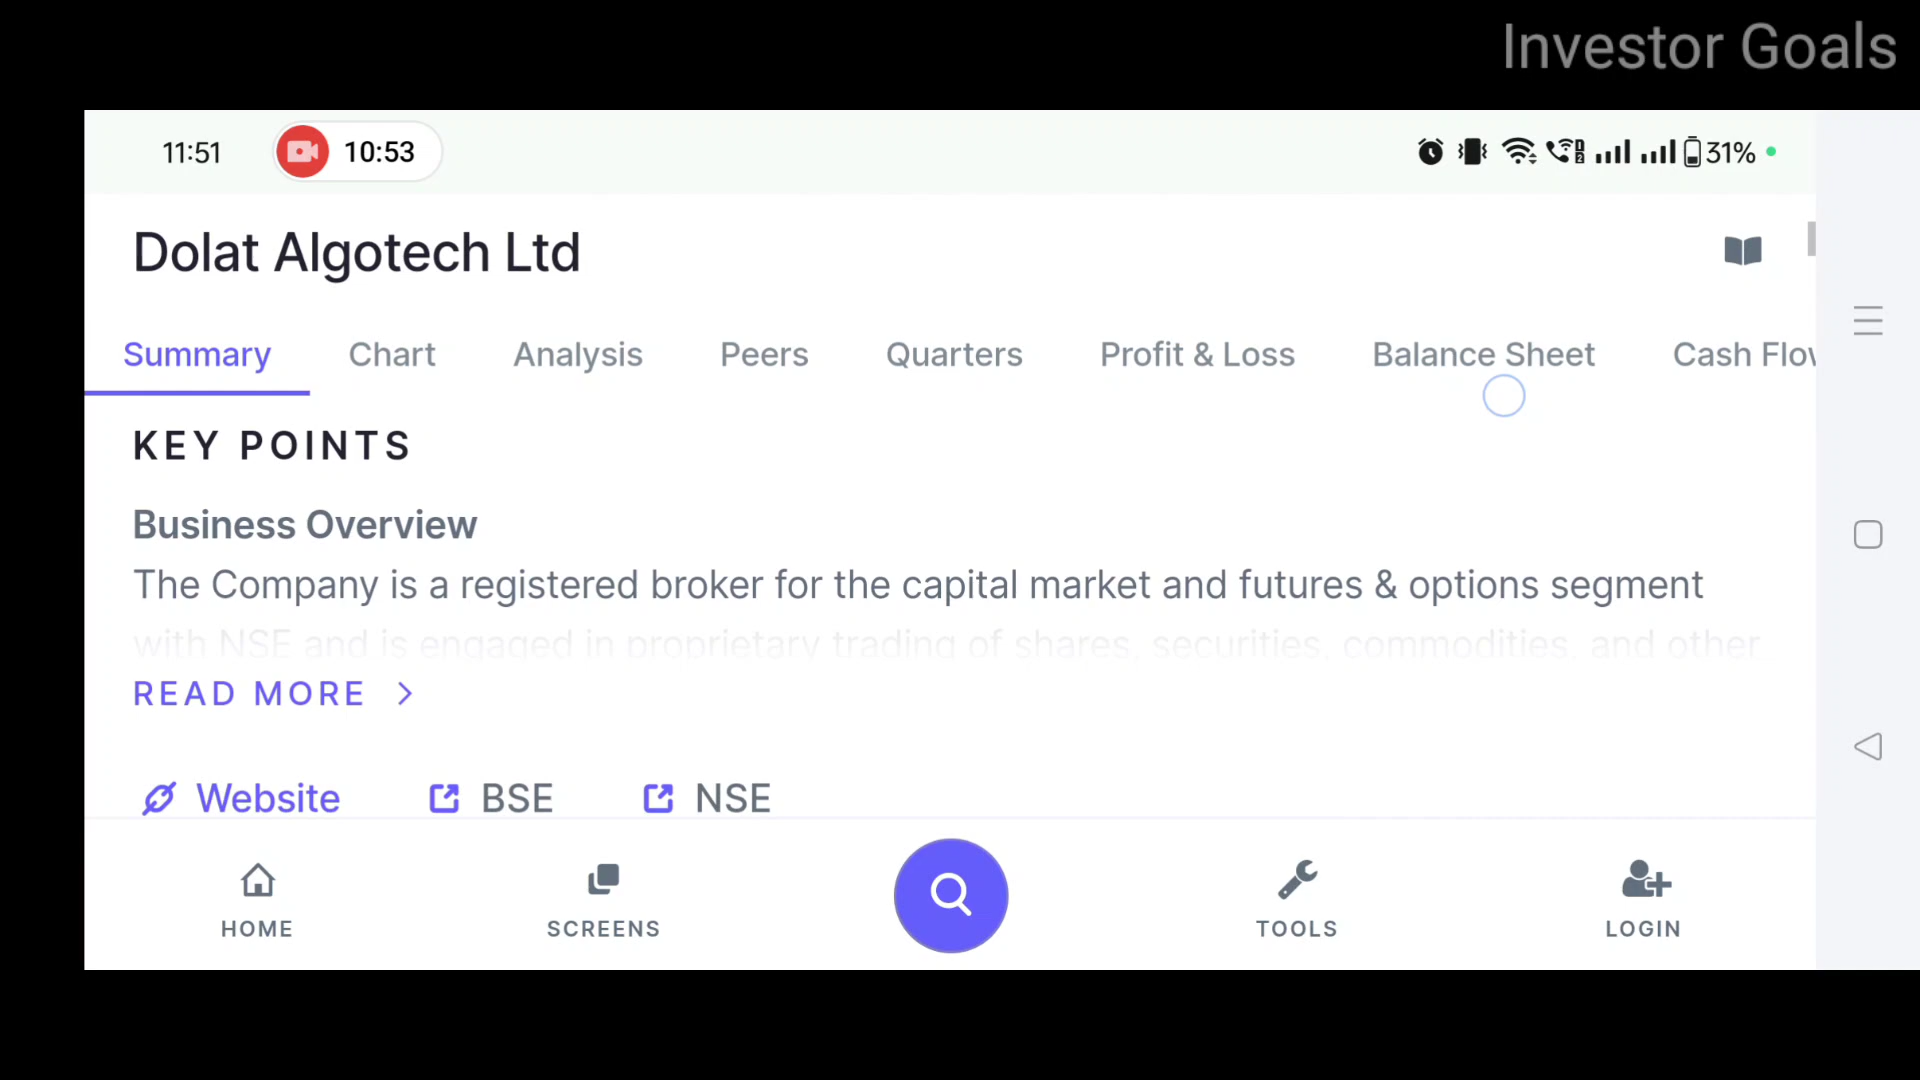 Investor Goals
11:51 10:53 31%
Dolat Algotech Ltd
Summary Chart Analysis Peers Quarters Profit & Loss Balance Sheet Cash Flow
KEY POINTS
Business Overview
The Company is a registered broker for the capital market and futures & options segment
with NSE and is engaged in proprietary trading of shares, securities, commodities, and other
READ MORE
Website BSE NSE
HOME SCREENS TOOLS LOGIN